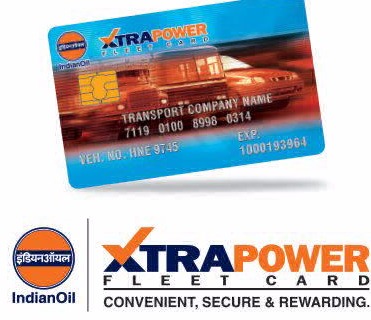 इंडियनऑयल
IndianOil
XTRAPOWER
FLEET CARD
TRANSPORT COMPANY NAME
7119 0100 8998 0314
VEH. NO. HNE 9745
EXP.
1000193964
इंडियनऑयल
IndianOil
XTRAPOWER
FLEET CARD
CONVENIENT, SECURE & REWARDING.